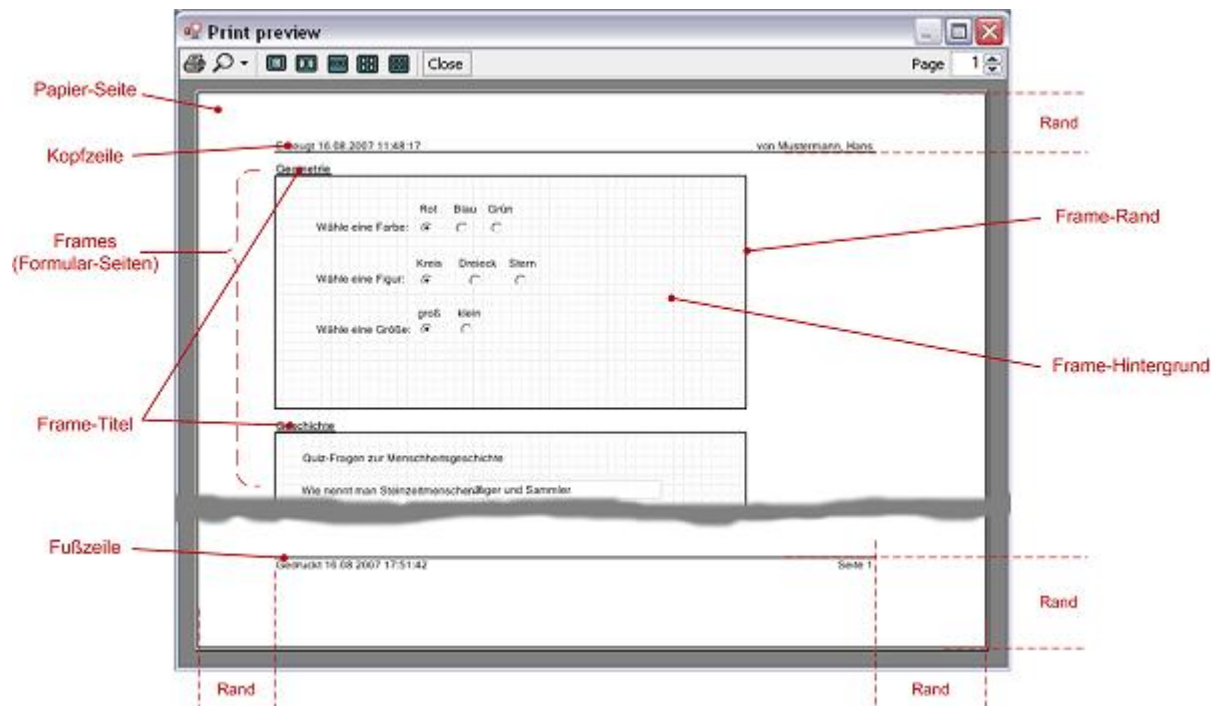 Print preview
Close Page 1
Papier-Seite
Rand
Kopfzeile
Erzeugt 16.08.2007 11:48:17 von Mustermann, Hans
Geometrie
Rot Blau Grün
Wähle eine Farbe:
Frame-Rand
Frames
(Formular-Seiten)
Kreis Dreieck Stern
Wähle eine Figur:
groß klein
Wähle eine Größe:
Frame-Hintergrund
Frame-Titel
Geschichte
Quiz-Fragen zur Menschheitsgeschichte
Wie nennt man Steinzeitmenschen Jäger und Sammler
Fußzeile
Gedruckt 16.08.2007 17:51:42 Seite 1
Rand
Rand Rand